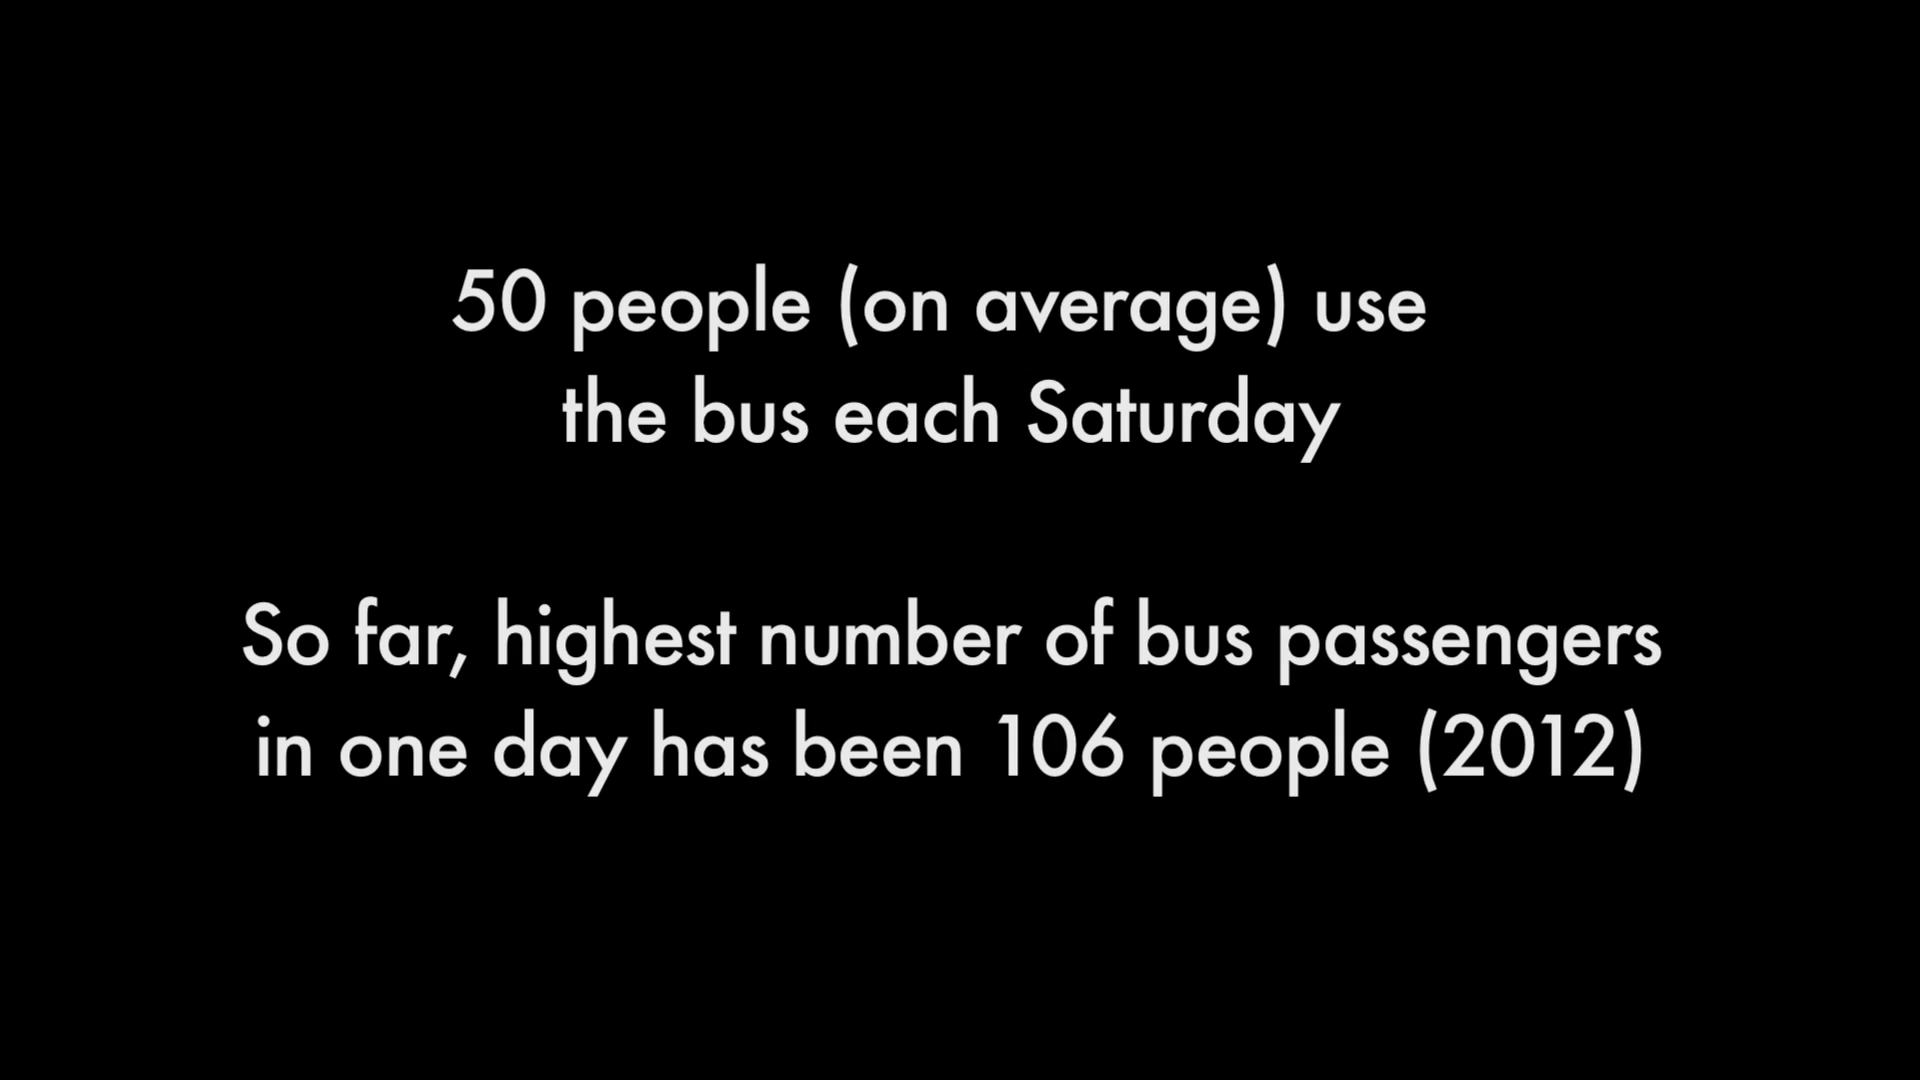 50 people (on average) use
the bus each Saturday
So far, highest number of bus passengers
in one day has been 106 people (2012)